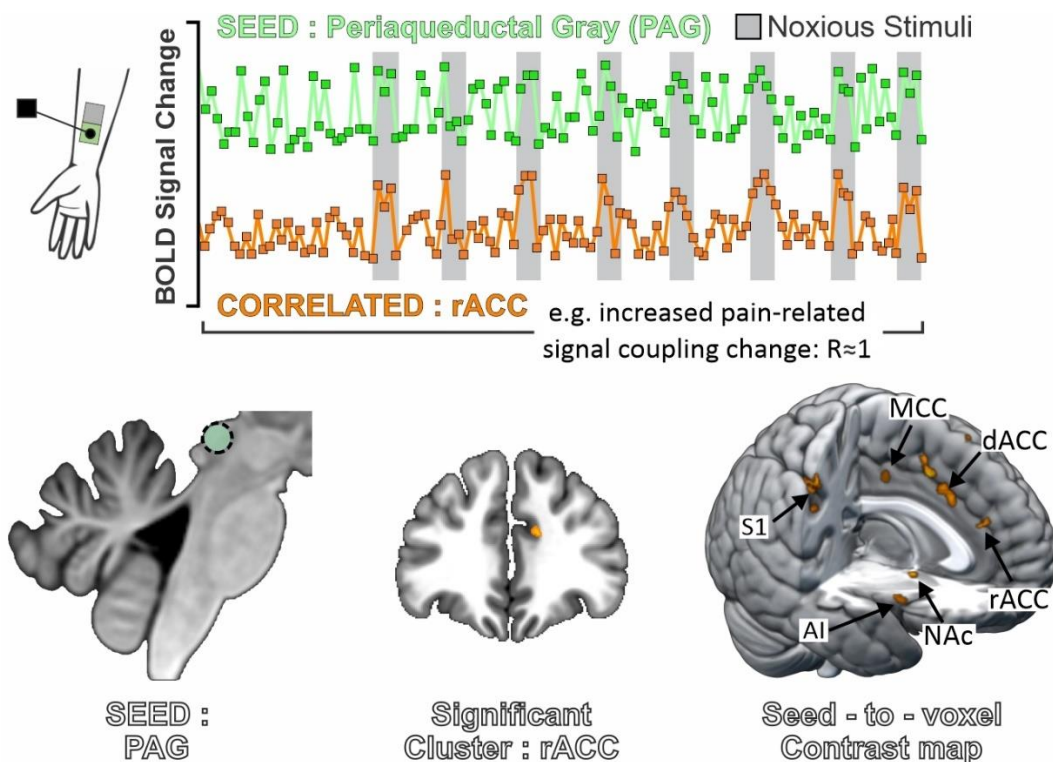 SEED : Periaqueductal Gray (PAG)
Noxious Stimuli
BOLD Signal Change
CORRELATED : rACC
e.g. increased pain-related
signal coupling change: R≈1
MCC
dACC
S1
rACC
AI
NAc
SEED :
PAG
Significant
Cluster : rACC
Seed - to - voxel
Contrast map